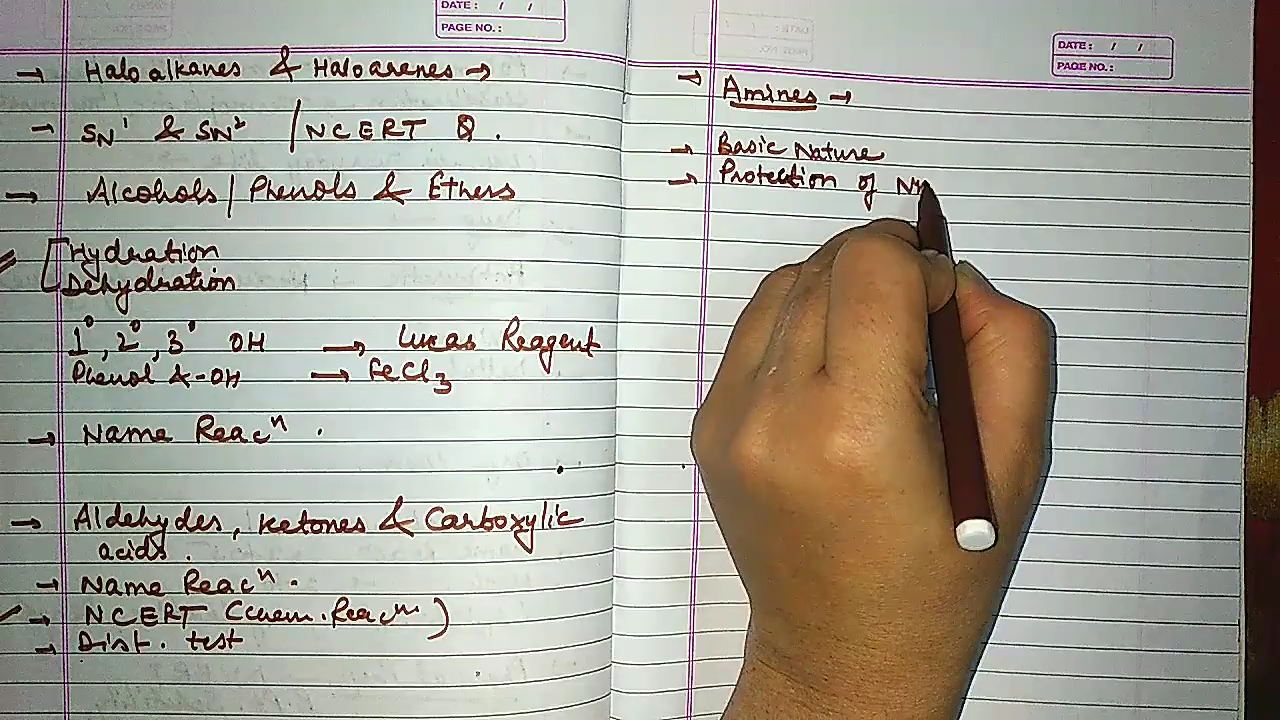 DATE: / /
PAGE NO.:
→ Haloalkanes & Haloarenes →
→ SN1 & SN2 / NCERT Q.
→ Alcohols / Phenols & Ethers
Hydration
Dehydration
1°, 2°, 3° OH → Lucas Reagent
Phenol & -OH → FeCl3
→ Name Reacn.
→ Aldehydes, Ketones & Carboxylic
acids.
→ Name Reacn.
→ NCERT (Chem. Reacn)
→ Dist. test
DATE: / /
PAGE NO.:
→ Amines →
→ Basic Nature
→ Protection of NH